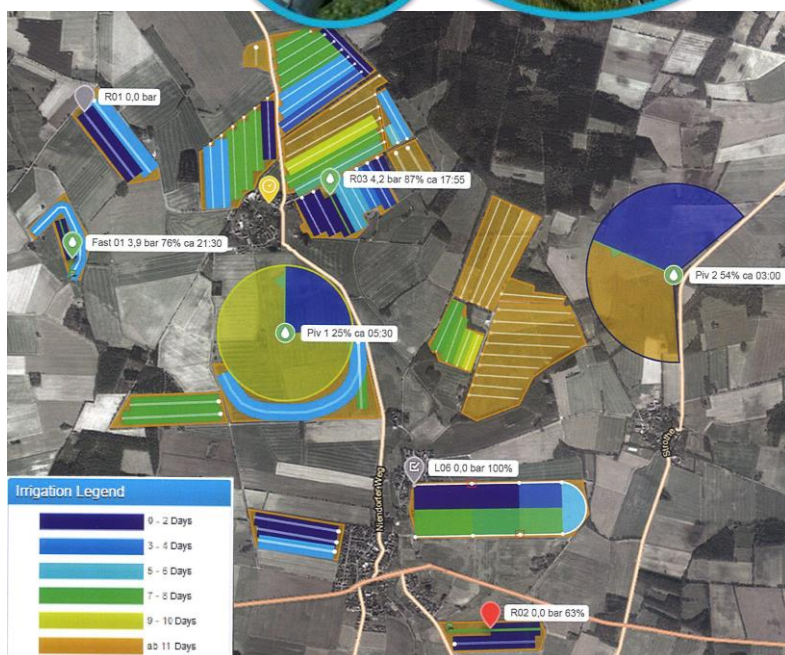 R01 0,0 bar
R03 4,2 bar 87% ca 17:55
Fast 01 3,9 bar 76% ca 21:30
Piv 2 54% ca 03:00
Piv 1 25% ca 05:30
Strothe
L06 0,0 bar 100%
Niendorfer Weg
R02 0,0 bar 63%
Irrigation Legend
0 - 2 Days
3 - 4 Days
5 - 6 Days
7 - 8 Days
9 - 10 Days
ab 11 Days